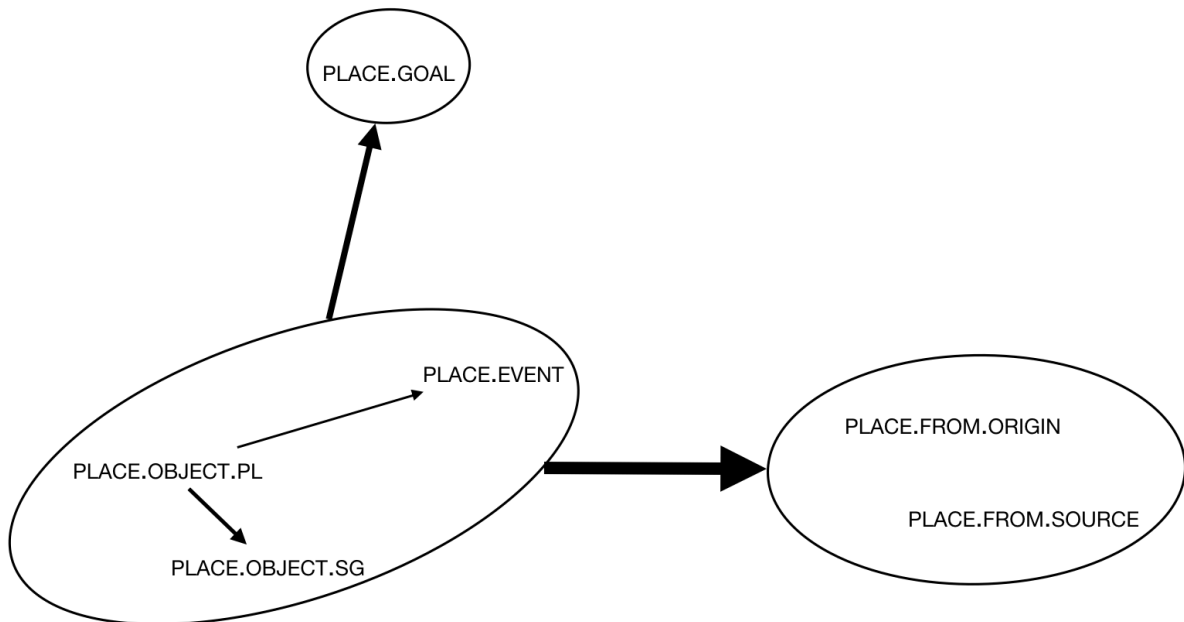 PLACE.GOAL
PLACE.EVENT
PLACE.FROM.ORIGIN
PLACE.OBJECT.PL
PLACE.FROM.SOURCE
PLACE.OBJECT.SG